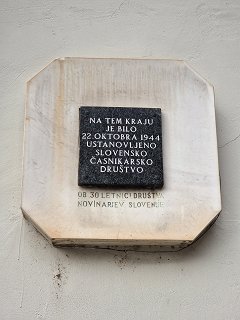 NA TEM KRAJU
JE BILO
22.OKTOBRA 1944
USTANOVLJENO
SLOVENSKO
ČASNIKARSKO
DRUŠTVO
OB 30 LETNICI DRUŠTVA
NOVINARJEV SLOVENIJE